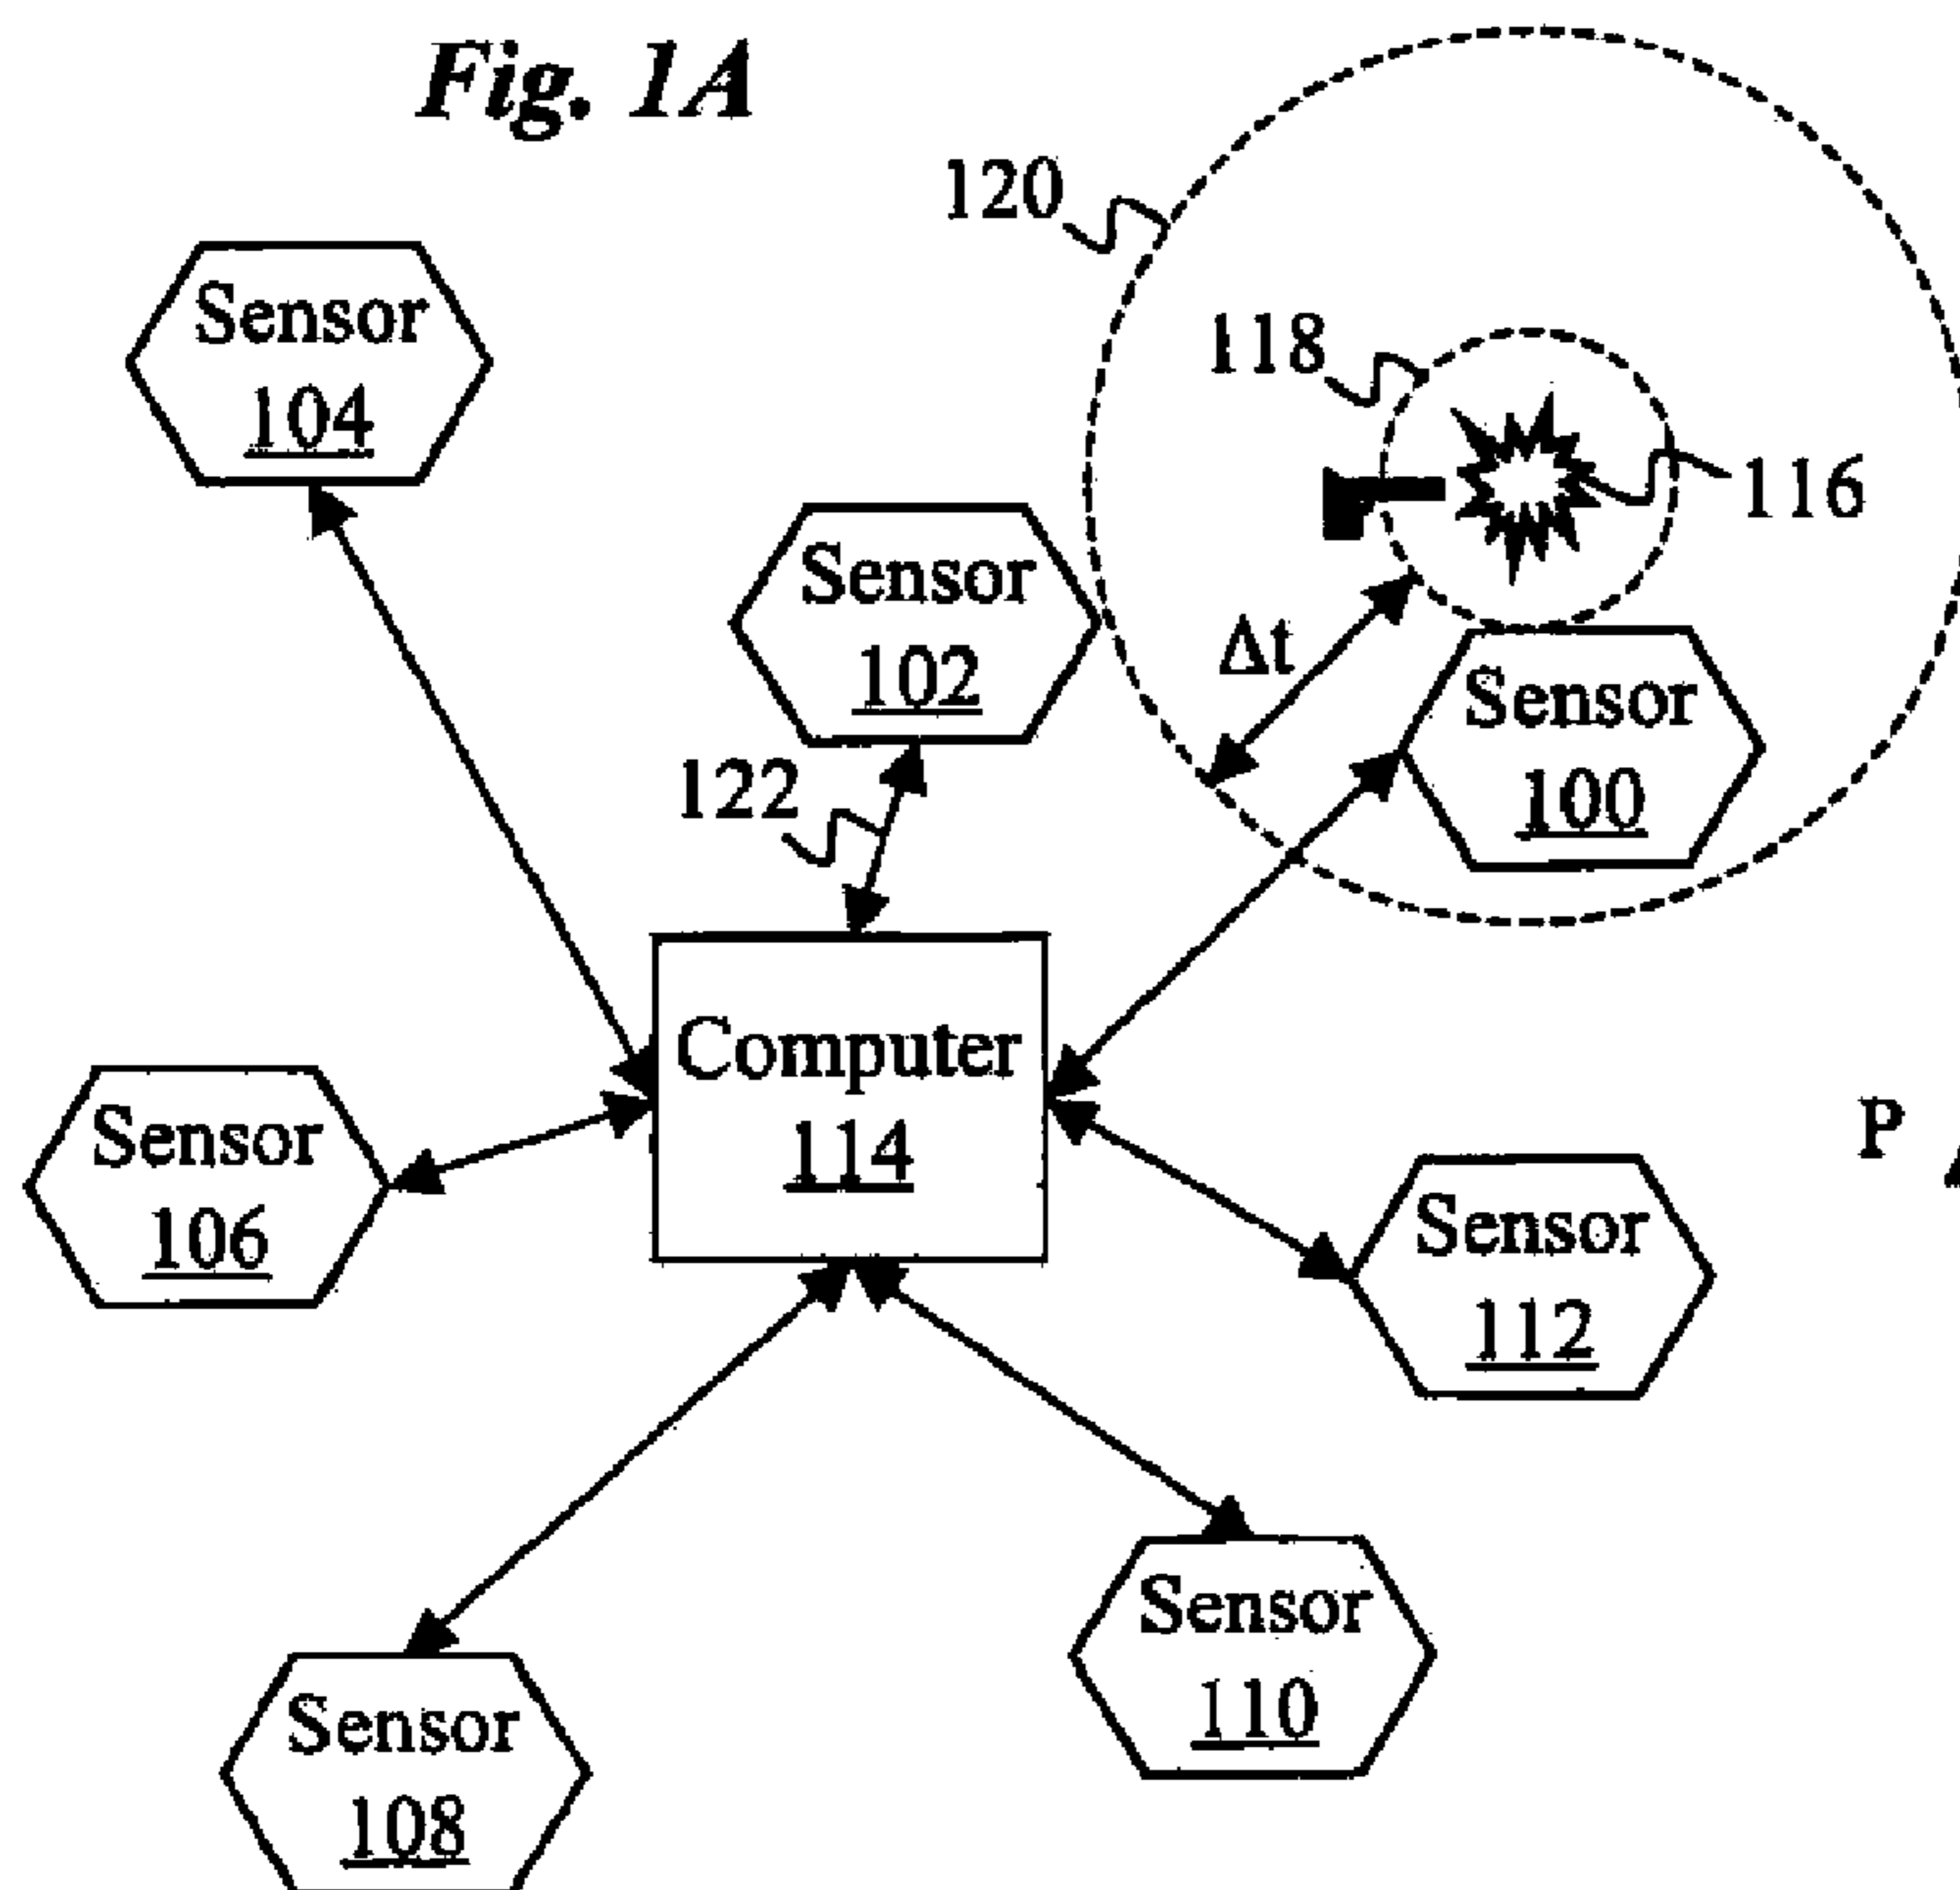 Fig. 1A
120
118
116
Sensor
104
Sensor
102
Δt
Sensor
100
122
Computer
114
Sensor
106
P
Sensor
112
Sensor
110
Sensor
108